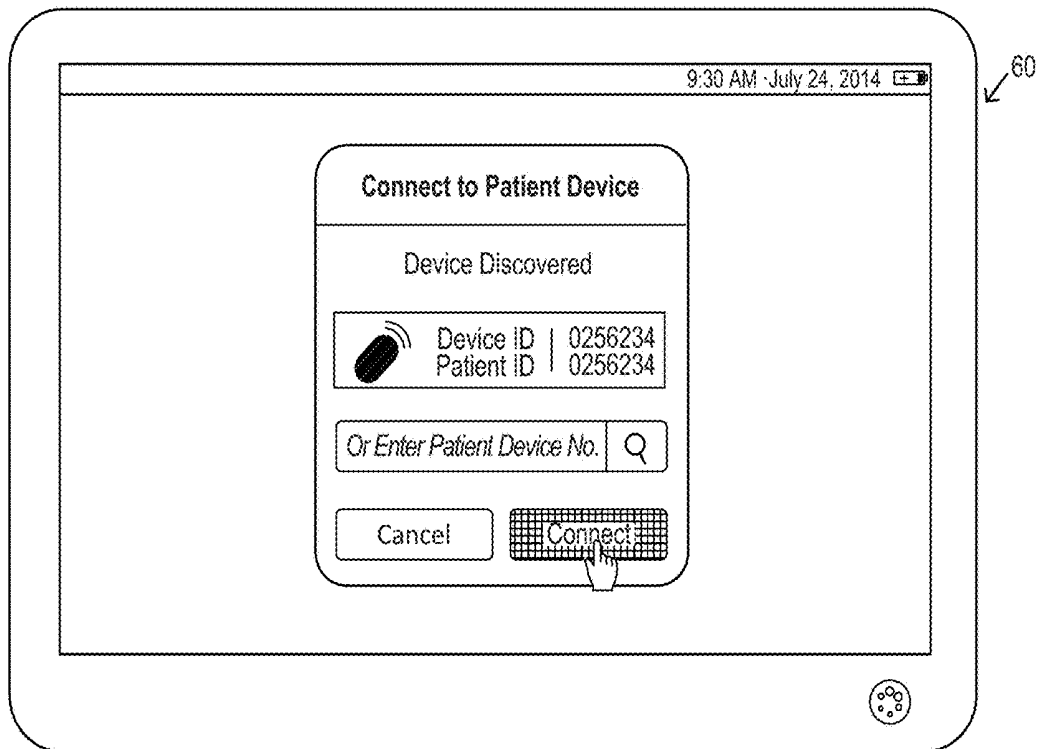 9:30 AM ·July 24, 2014
60
Connect to Patient Device
Device Discovered
Device ID | 0256234
Patient ID | 0256234
Or Enter Patient Device No.
Cancel
Connect